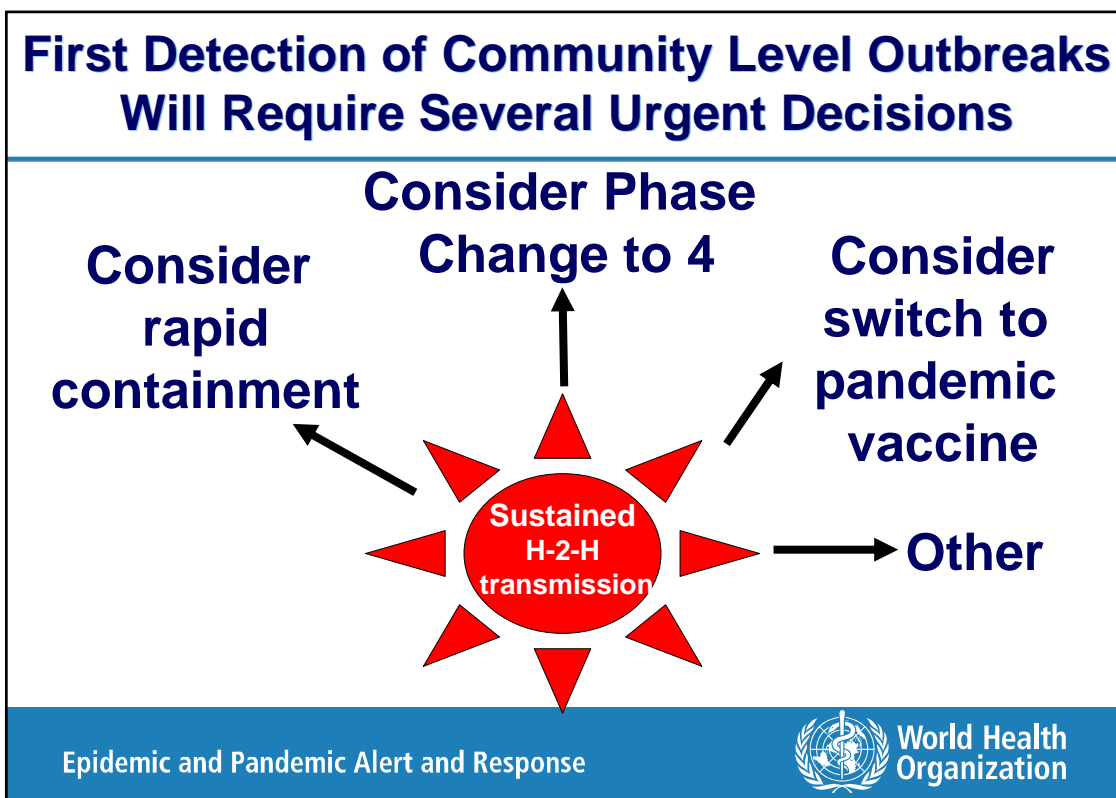 First Detection of Community Level Outbreaks
Will Require Several Urgent Decisions
Consider Phase
Change to 4
Consider
rapid
containment
Consider
switch to
pandemic
vaccine
Sustained
H-2-H
transmission
Other
Epidemic and Pandemic Alert and Response
World Health
Organization